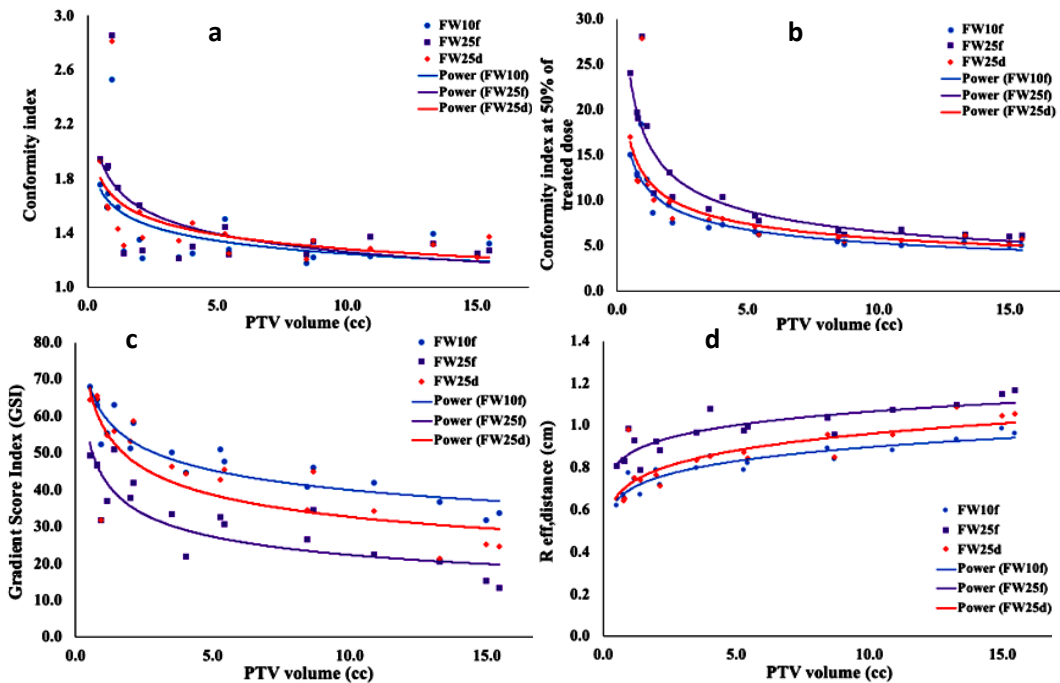 a
3.0
2.6
2.2
1.8
1.4
1.0
Conformity index
FW10f
FW25f
FW25d
Power (FW10f)
Power (FW25f)
Power (FW25d)
0.0 5.0 10.0 15.0
PTV volume (cc)
b
30.0
25.0
20.0
15.0
10.0
5.0
0.0
Conformity index at 50% of
treated dose
FW10f
FW25f
FW25d
Power (FW10f)
Power (FW25f)
Power (FW25d)
0.0 5.0 10.0 15.0
PTV volume (cc)
c
80.0
70.0
60.0
50.0
40.0
30.0
20.0
10.0
0.0
Gradient Score Index (GSI)
FW10f
FW25f
FW25d
Power (FW10f)
Power (FW25f)
Power (FW25d)
0.0 5.0 10.0 15.0
PTV volume (cc)
d
1.4
1.2
1.0
0.8
0.6
0.4
0.2
0.0
R eff,distance (cm)
FW10f
FW25f
FW25d
Power (FW10f)
Power (FW25f)
Power (FW25d)
0.0 5.0 10.0 15.0
PTV volume (cc)